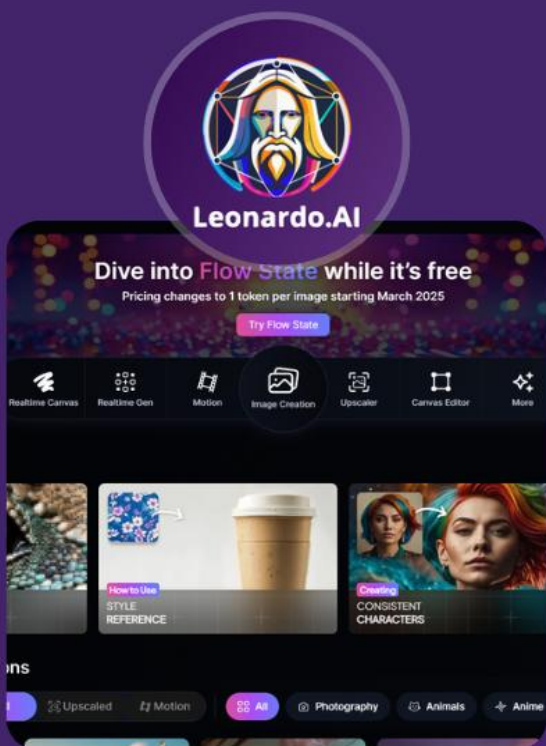 Leonardo.AI
Dive into Flow State while it's free
Pricing changes to 1 token per image starting March 2025
Try Flow State
Realtime Canvas
Realtime Gen
Motion
Image Creation
Upscaler
Canvas Editor
More
How to Use
STYLE
REFERENCE
Creating
CONSISTENT
CHARACTERS
ons
Upscaled
Motion
All
Photography
Animals
Anime